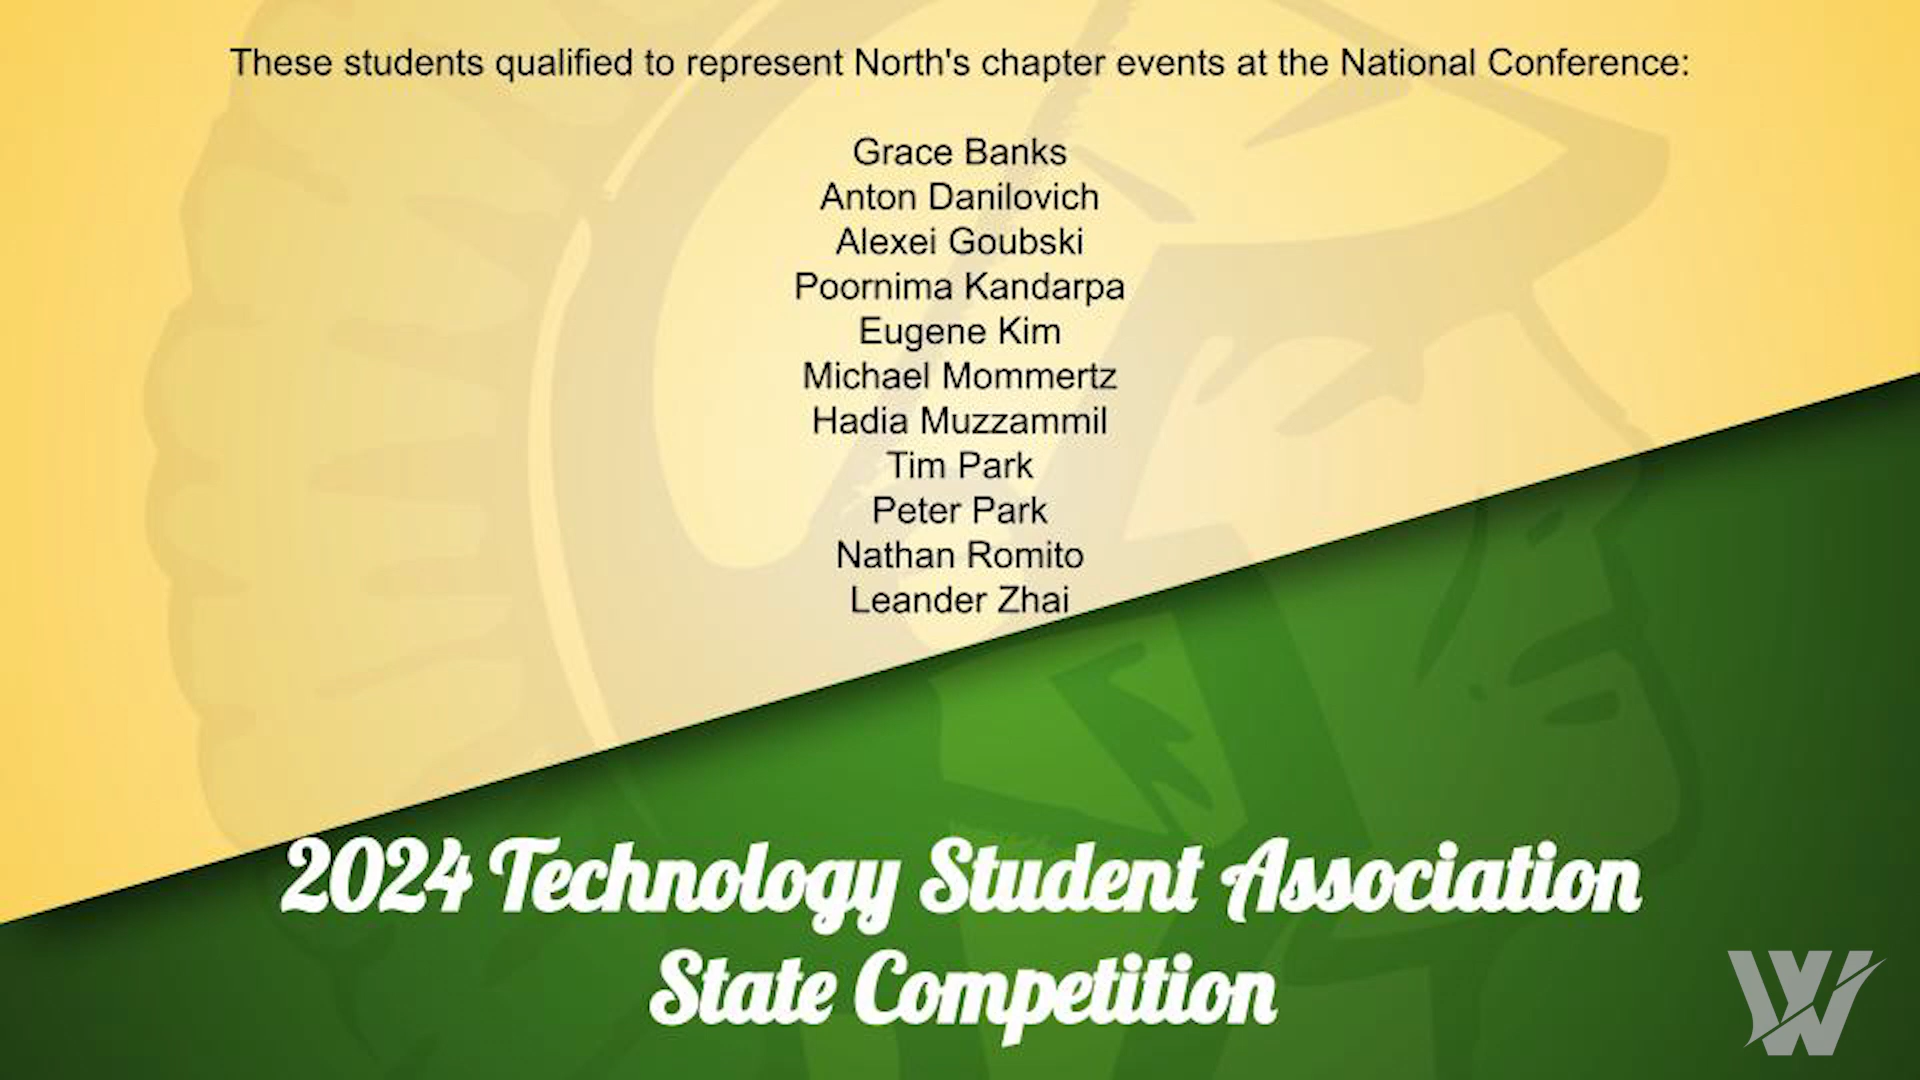 These students qualified to represent North's chapter events at the National Conference:
Grace Banks
Anton Danilovich
Alexei Goubski
Poornima Kandarpa
Eugene Kim
Michael Mommertz
Hadia Muzzammil
Tim Park
Peter Park
Nathan Romito
Leander Zhai
2024 Technology Student Association
State Competition
W